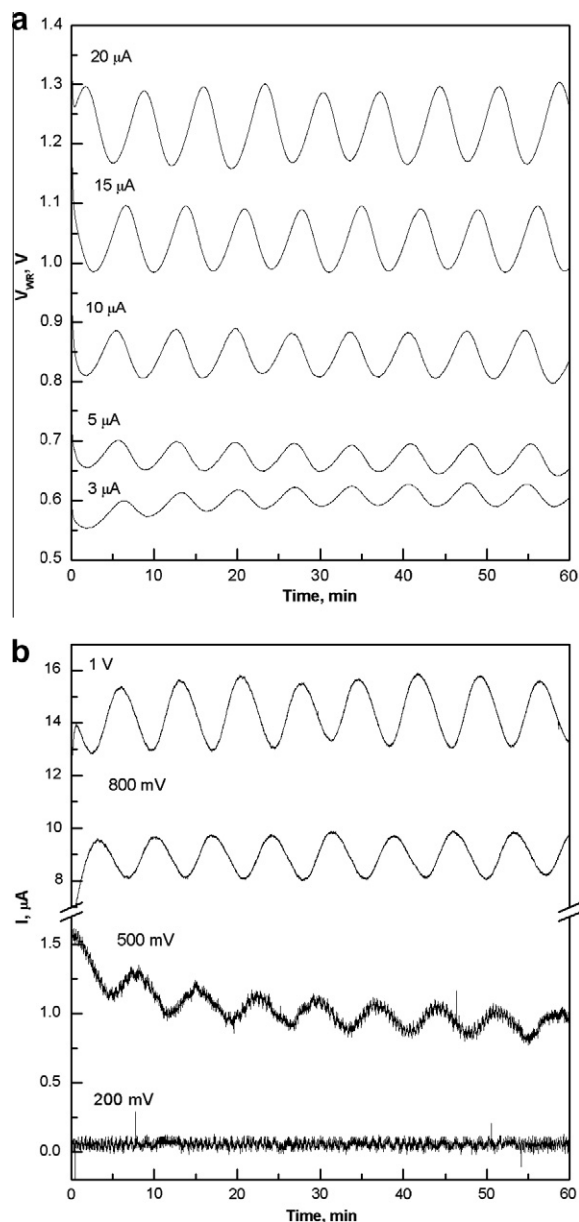 a
20 μA
1.4
1.3
1.2
15 μA
1.1
V_WR, V
1.0
10 μA
0.9
0.8
5 μA
0.7
3 μA
0.6
0.5
0 10 20 30 40 50 60
Time, min
b
1 V
16
14
800 mV
12
10
8
I, μA
500 mV
1.5
1.0
0.5
200 mV
0.0
0 10 20 30 40 50 60
Time, min